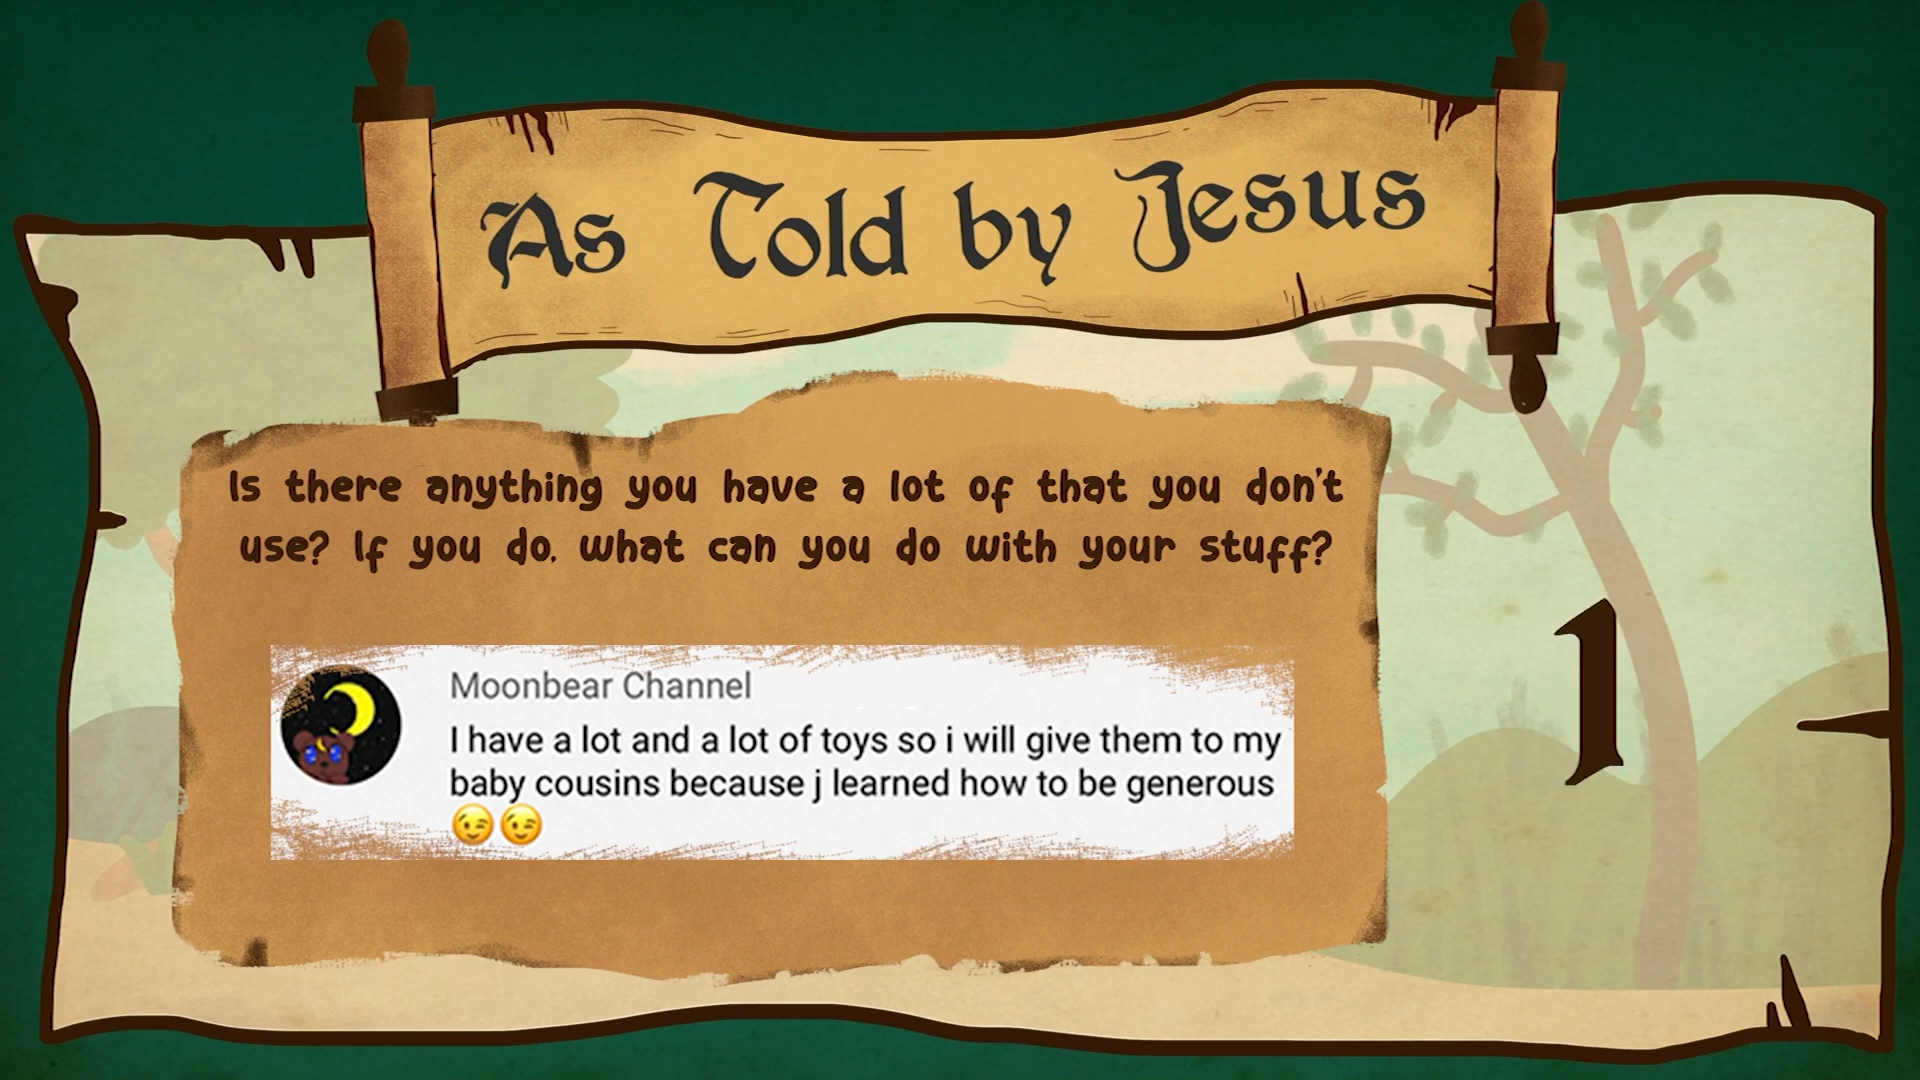 As Told by Jesus
Is there anything you have a lot of that you don't
use? If you do, what can you do with your stuff?
Moonbear Channel
I have a lot and a lot of toys so i will give them to my
baby cousins because j learned how to be generous
😉😉
1